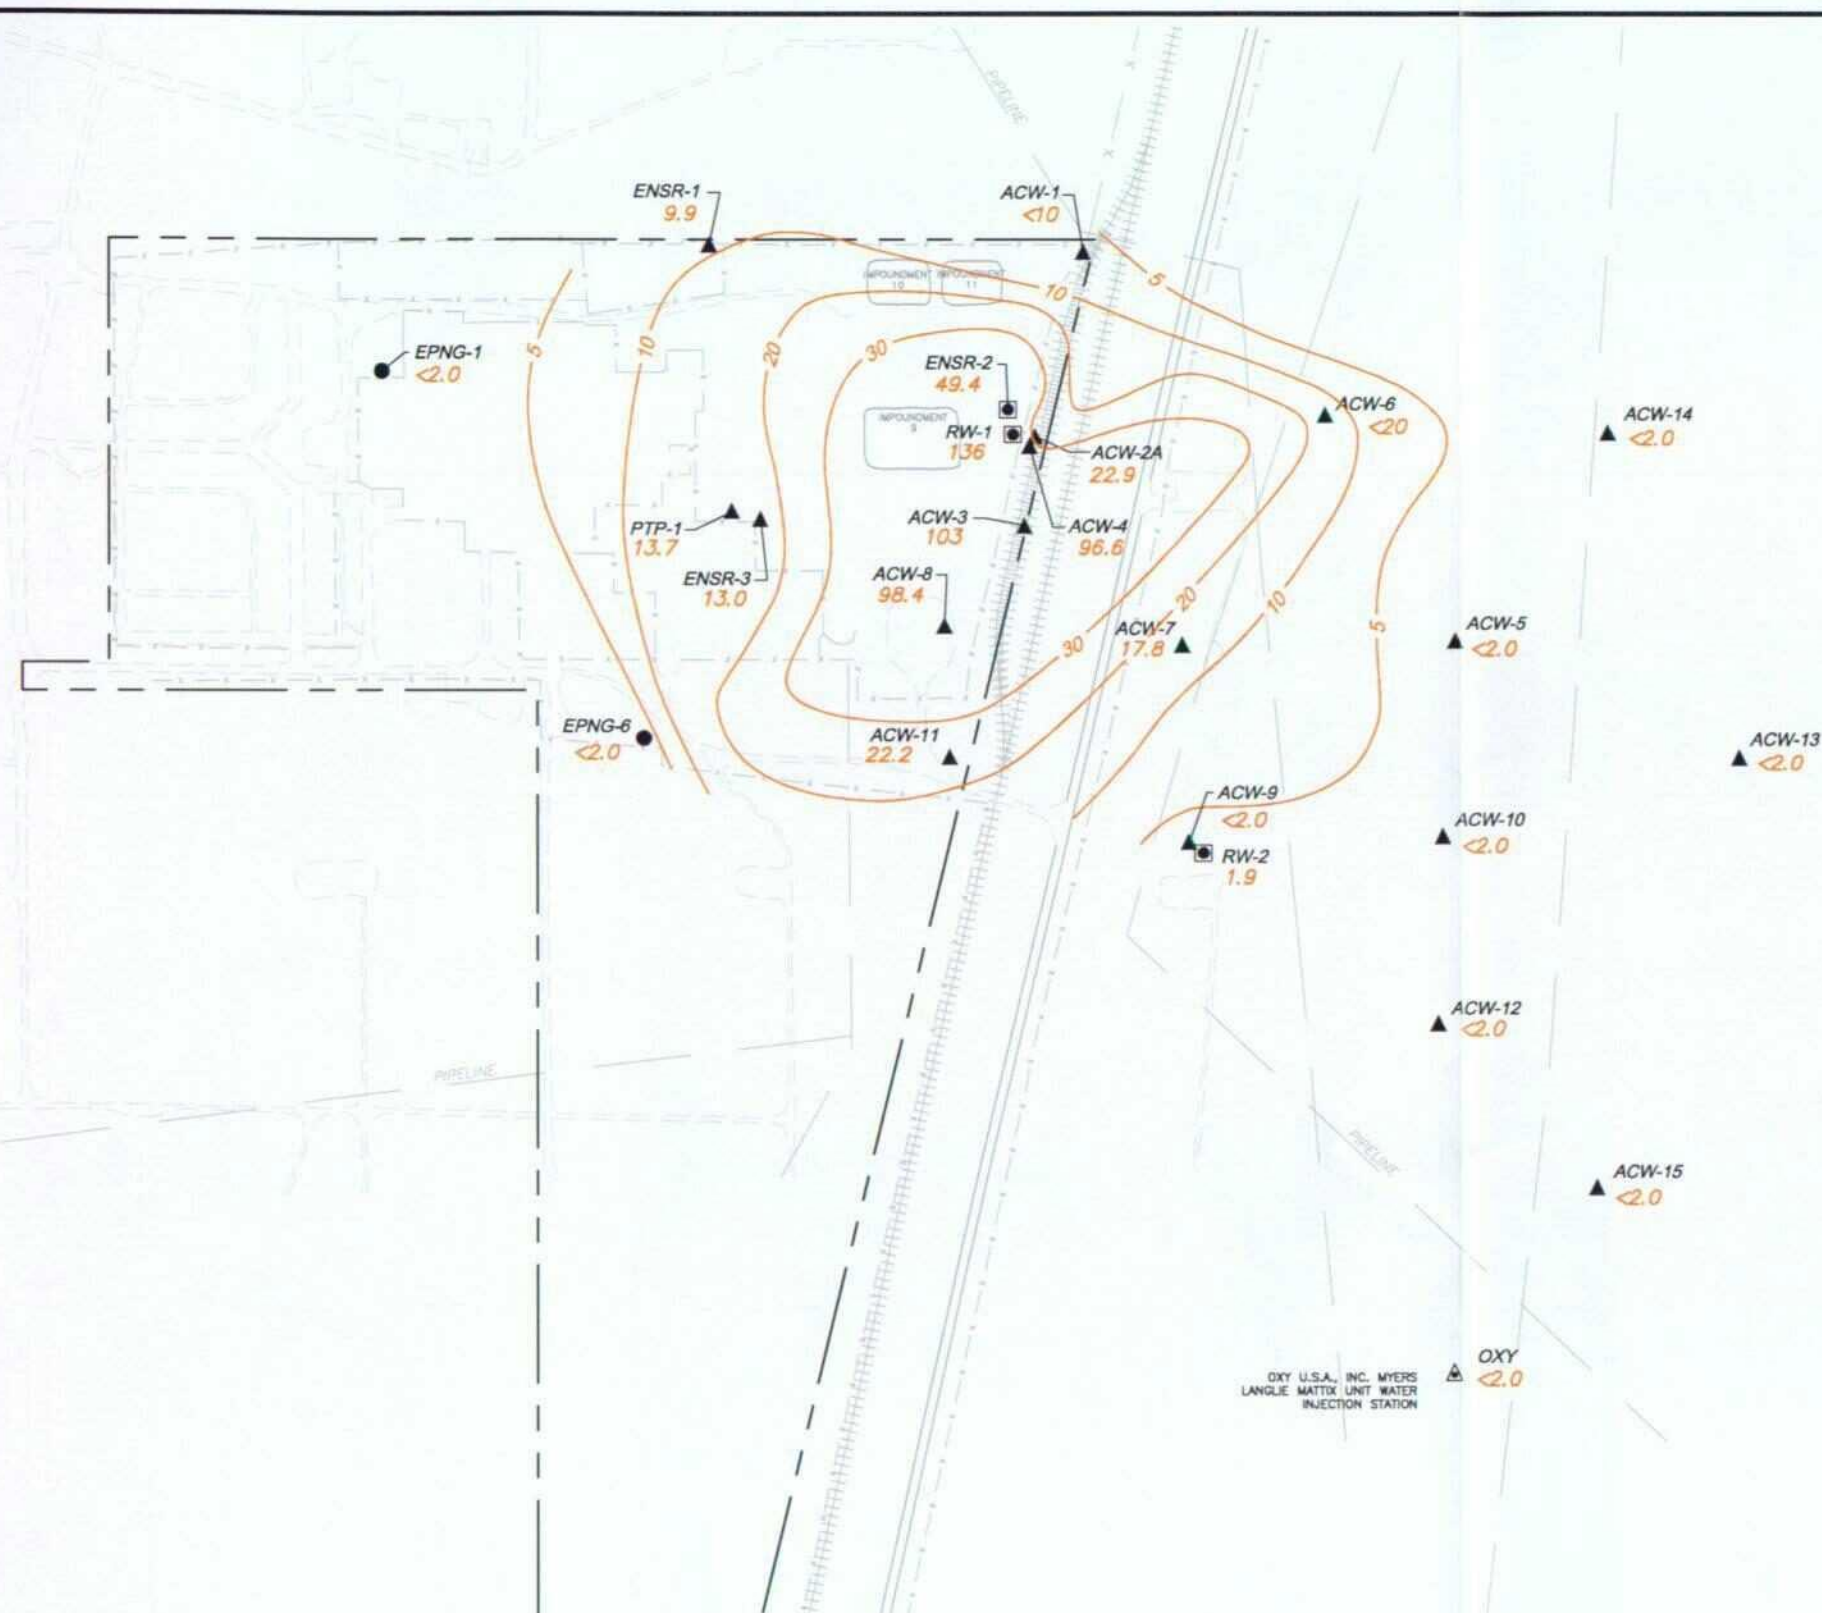 PIPELINE
ENSR-1
9.9
ACW-1
<10
IMPOUNDMENT
10
IMPOUNDMENT
11
5
10
EPNG-1
<2.0
5
10
20
30
ENSR-2
49.4
IMPOUNDMENT
9
RW-1
136
ACW-2A
22.9
ACW-6
<20
ACW-14
<2.0
PTP-1
13.7
ENSR-3
13.0
ACW-3
103
ACW-4
96.6
ACW-8
98.4
20
10
5
ACW-7
17.8
30
ACW-5
<2.0
EPNG-6
<2.0
ACW-11
22.2
ACW-13
<2.0
ACW-9
<2.0
RW-2
1.9
ACW-10
<2.0
ACW-12
<2.0
PIPELINE
PIPELINE
ACW-15
<2.0
OXY U.S.A., INC. MYERS
LANGLIE MATTIX UNIT WATER
INJECTION STATION
OXY
<2.0